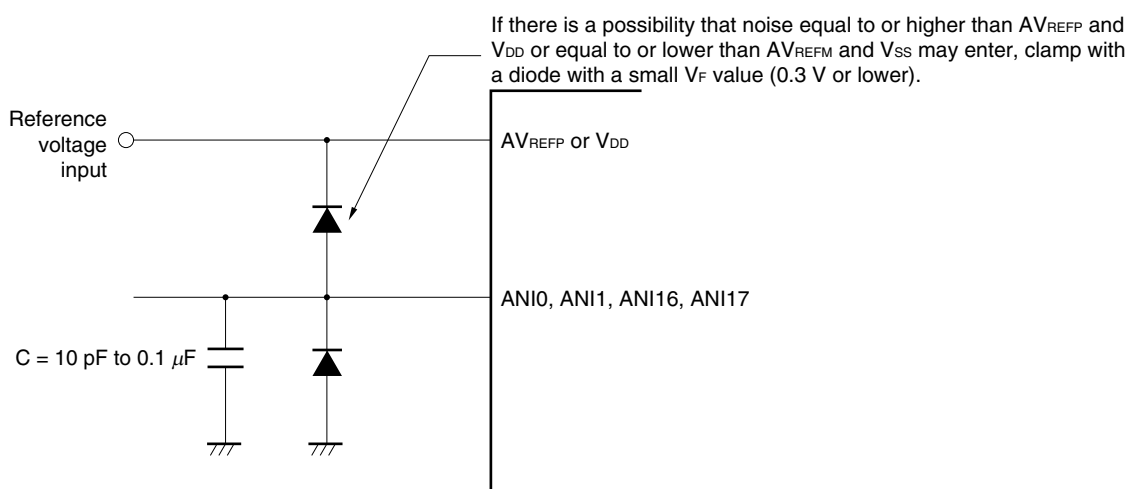 If there is a possibility that noise equal to or higher than AVREFP and
VDD or equal to or lower than AVREFM and VSS may enter, clamp with
a diode with a small VF value (0.3 V or lower).
Reference
voltage
input
AVREFP or VDD
ANI0, ANI1, ANI16, ANI17
C = 10 pF to 0.1 μF